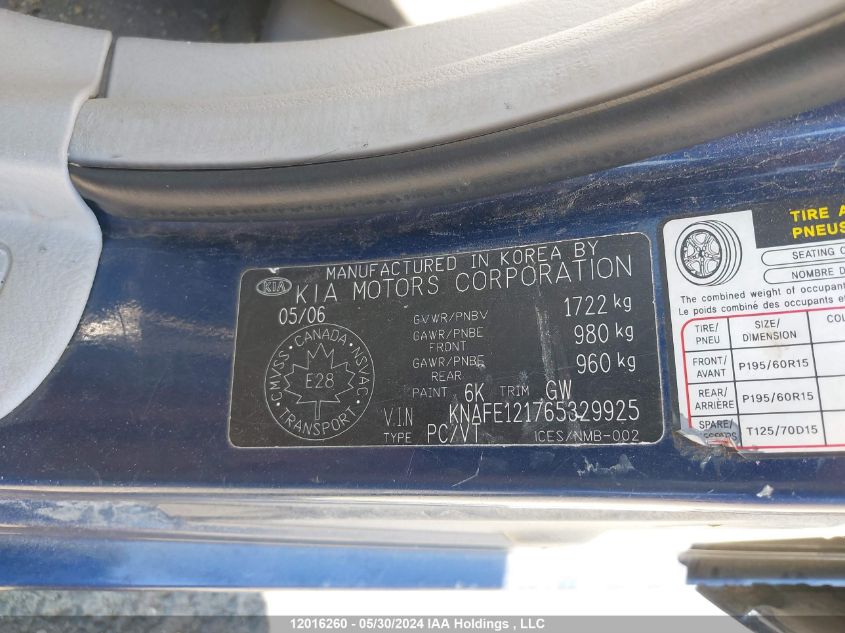 MANUFACTURED IN KOREA BY
KIA KIA MOTORS CORPORATION
05/06 GVWR/PNBV 1722 kg
GAWR/PNBE FRONT 980 kg
GAWR/PNBE REAR 960 kg
PAINT 6K TRIM GW
V.IN KNAFE121765329925
TYPE PC/VT ICES/NMB-002
CMVSS • CANADA • NSVAC • TRANSPORT •
E28
TIRE A
PNEUS
SEATING C
NOMBRE D
The combined weight of occupant
Le poids combiné des occupants e
TIRE/ PNEU SIZE/ DIMENSION COL
FRONT/ AVANT P195/60R15
REAR/ ARRIÈRE P195/60R15
SPARE/ T125/70D15
12016260 - 05/30/2024 IAA Holdings , LLC